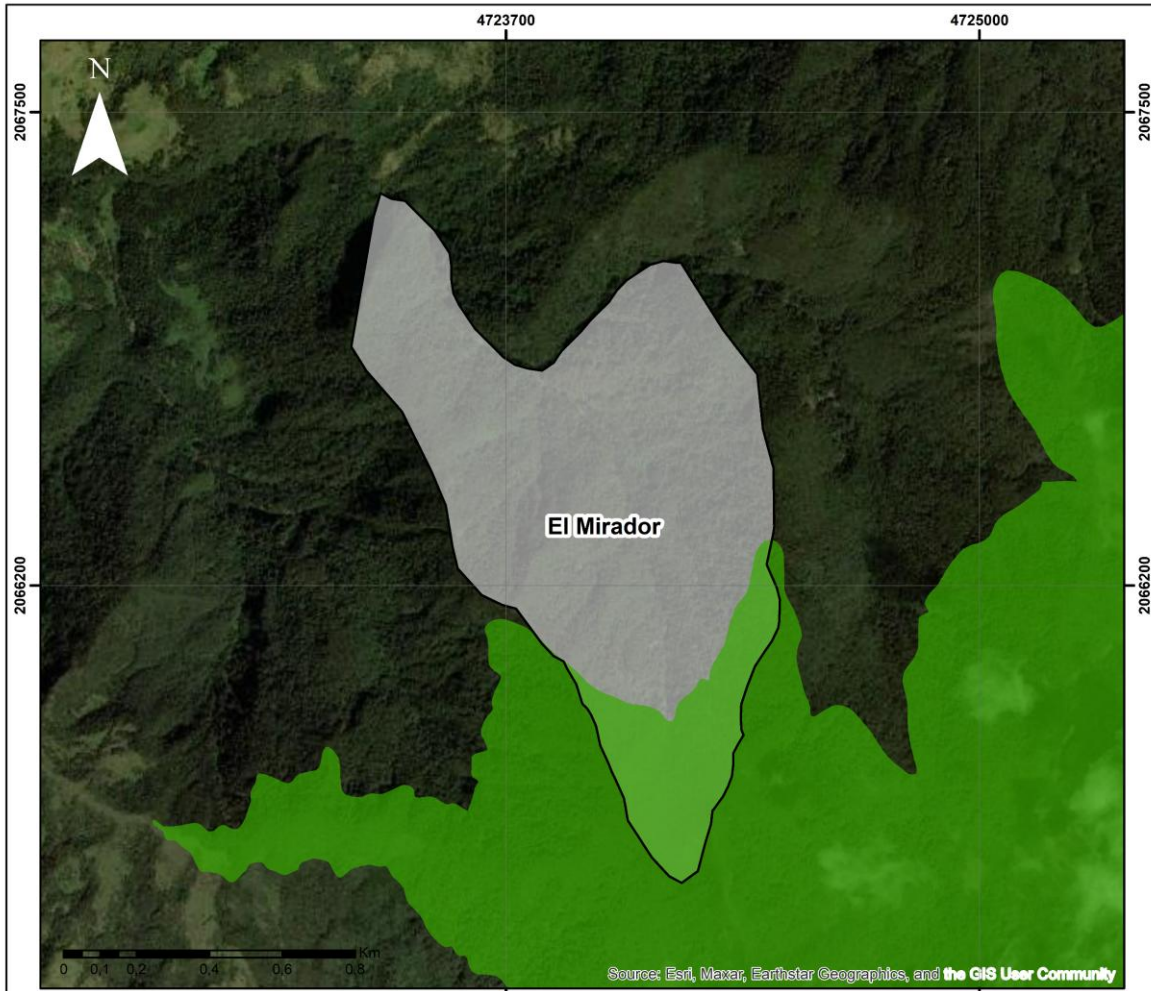 4723700 4725000
N
2067500 2067500
El Mirador
2066200 2066200
Km
0 0,1 0,2 0,4 0,6 0,8
Source: Esri, Maxar, Earthstar Geographics, and the GIS User Community